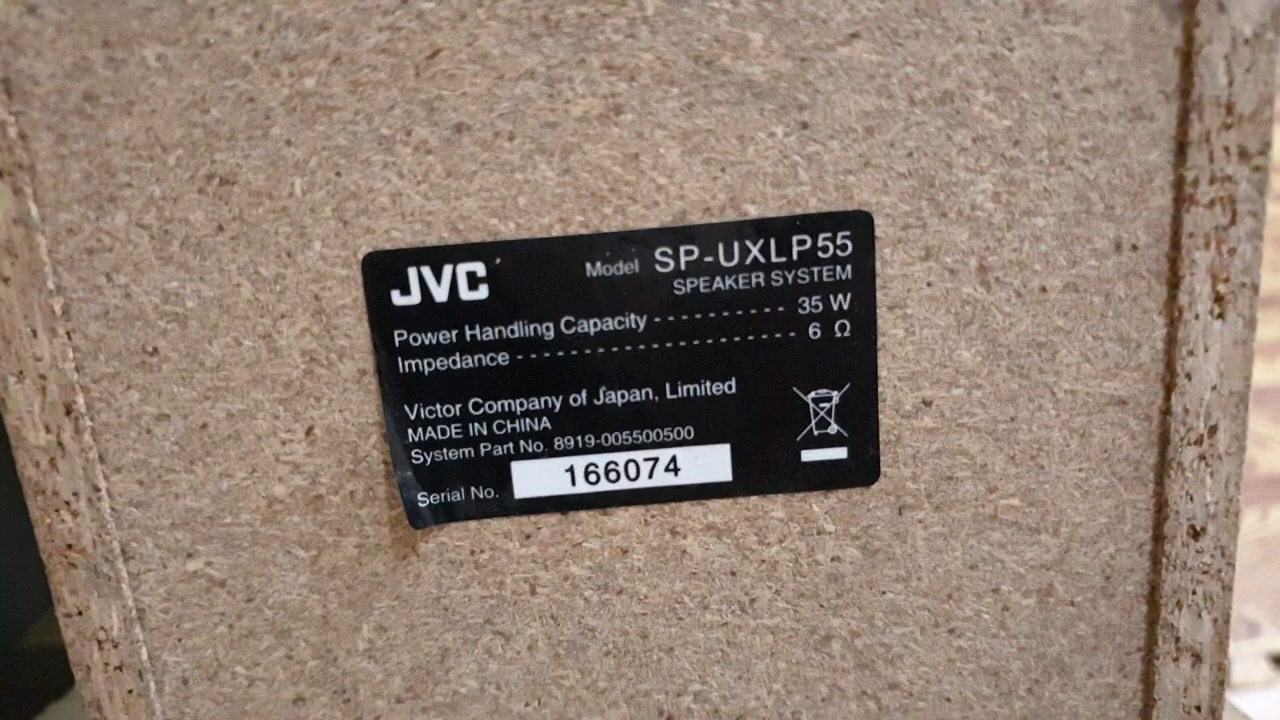 JVC Model SP-UXLP55
SPEAKER SYSTEM
Power Handling Capacity ---------- 35 W
Impedance --------------------- 6 Ω
Victor Company of Japan, Limited
MADE IN CHINA
System Part No. 8919-005500500
Serial No. 166074